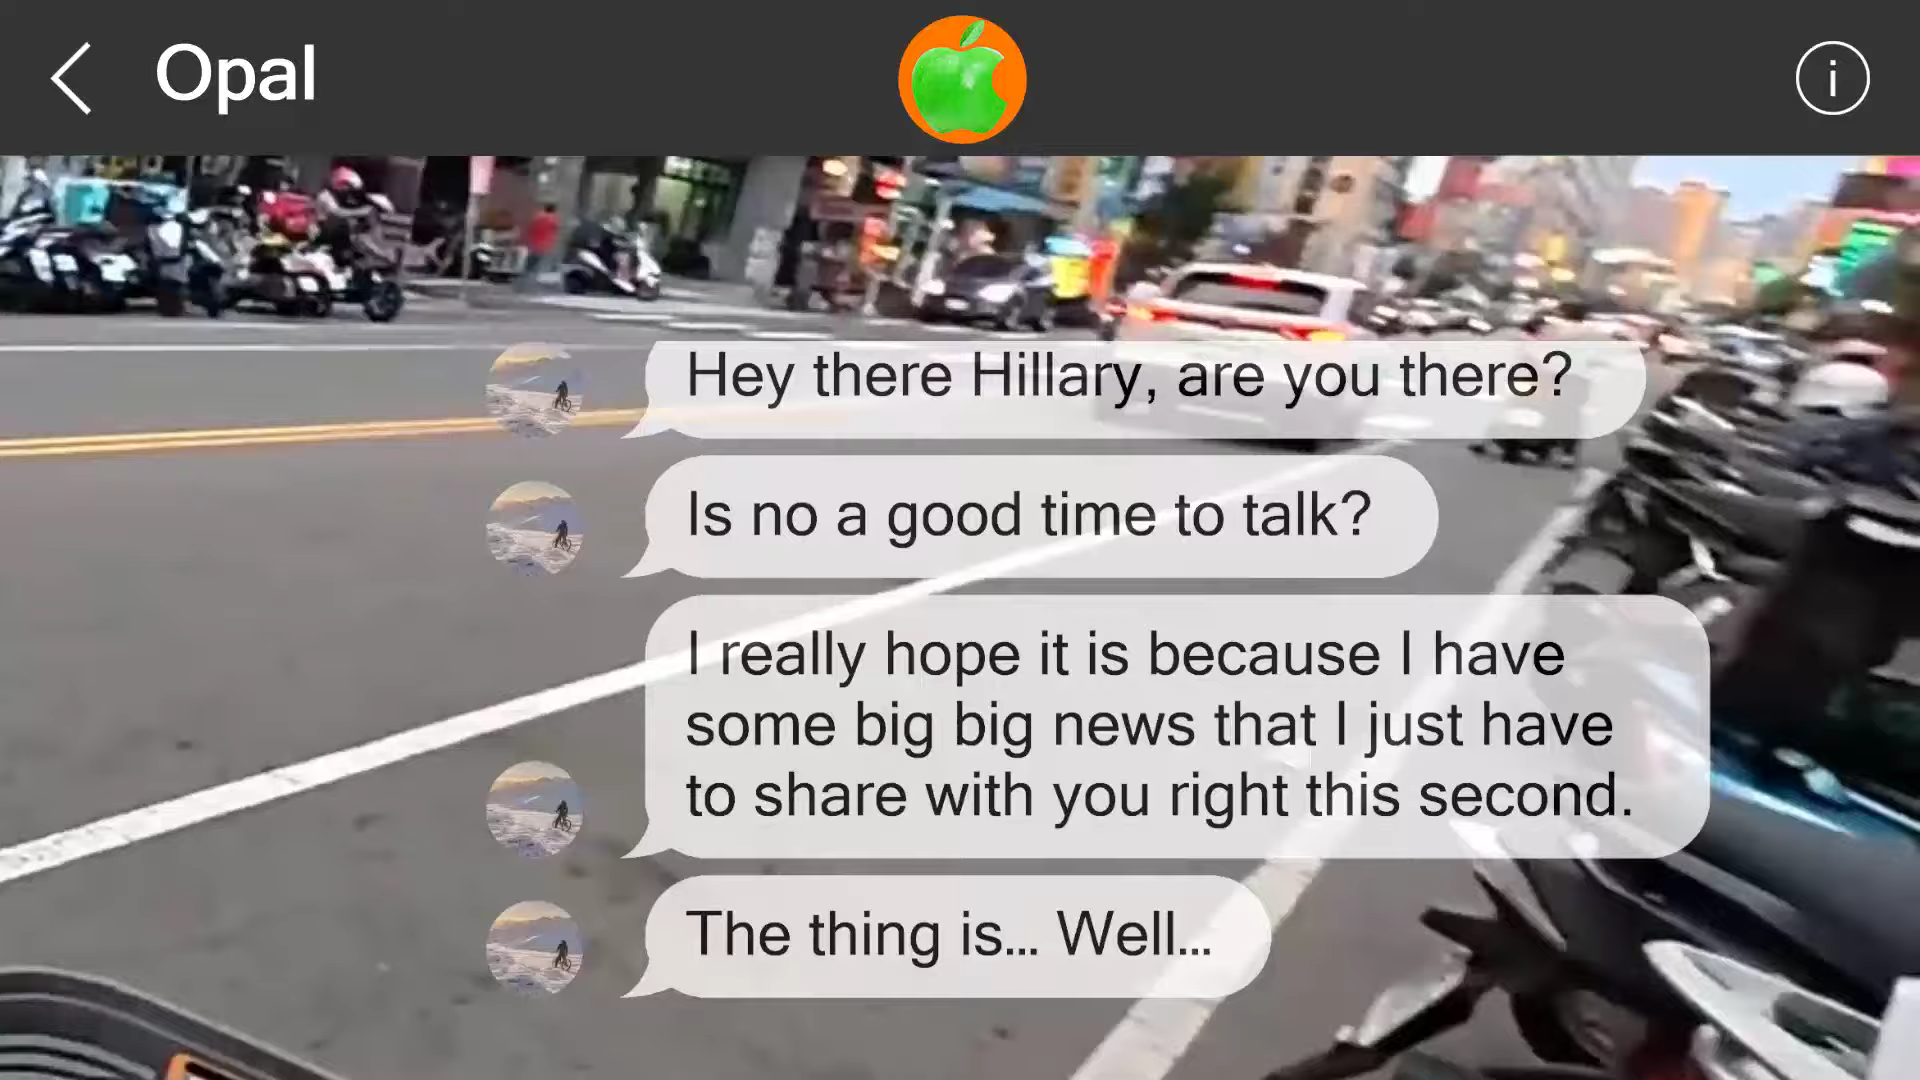 Opal
Hey there Hillary, are you there?
Is no a good time to talk?
I really hope it is because I have
some big big news that I just have
to share with you right this second.
The thing is... Well...